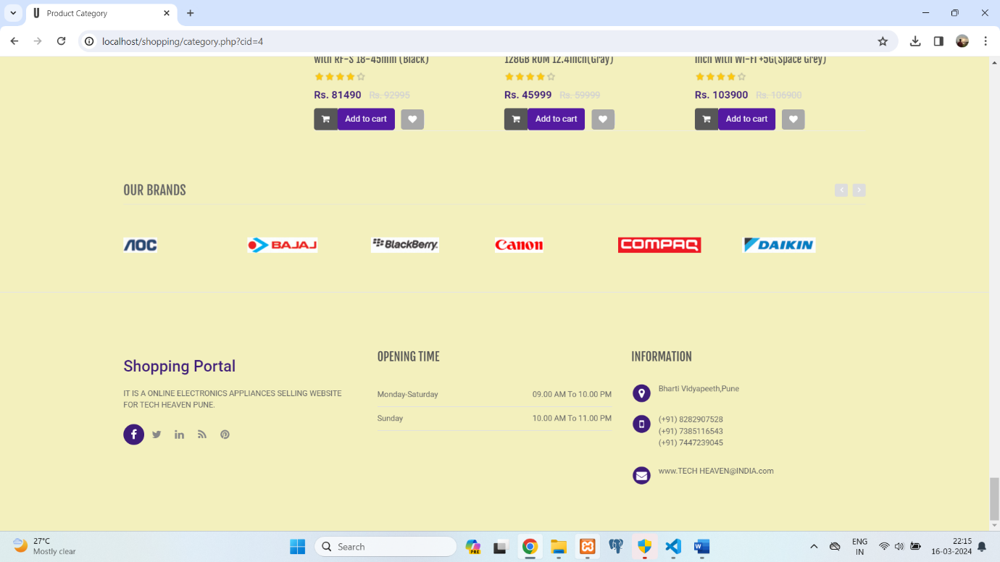 Product Category
localhost/shopping/category.php?cid=4
with RF-S 18-45mm (Black)
128GB ROM 12.4inch(Gray)
inch with Wi-Fi +5G(Space Grey)
Rs. 81490 Rs. 92995
Rs. 45999 Rs. 59999
Rs. 103900 Rs. 106900
Add to cart
Add to cart
Add to cart
OUR BRANDS
AOC
BAJAJ
BlackBerry.
Canon
COMPAQ
DAIKIN
Shopping Portal
IT IS A ONLINE ELECTRONICS APPLIANCES SELLING WEBSITE
FOR TECH HEAVEN PUNE.
OPENING TIME
Monday-Saturday 09.00 AM To 10.00 PM
Sunday 10.00 AM To 11.00 PM
INFORMATION
Bharti Vidyapeeth,Pune
(+91) 8282907528
(+91) 7385116543
(+91) 7447239045
www.TECH HEAVEN@INDIA.com
27°C
Mostly clear
Search
PRE
ENG
IN
22:15
16-03-2024